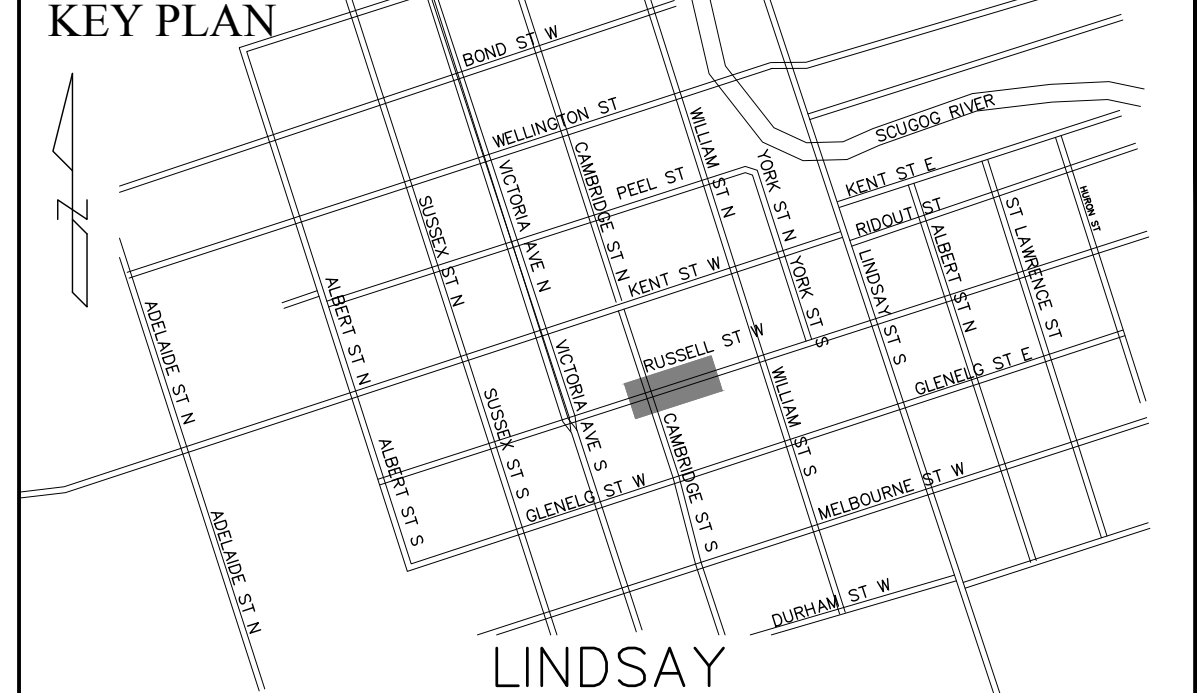 KEY PLAN
BOND ST W
WELLINGTON ST
SCUGOG RIVER
WILLIAM ST N
CAMBRIDGE ST N
YORK ST N
VICTORIA AVE N
PEEL ST
KENT ST E
SUSSEX ST N
RIDOUT ST
HURON ST
ST LAWRENCE ST
ALBERT ST N
KENT ST W
LINDSAY ST S
YORK ST S
ALBERT ST N
ADELAIDE ST N
RUSSELL ST W
VICTORIA AVE S
GLENELG ST E
WILLIAM ST S
SUSSEX ST S
CAMBRIDGE ST S
ALBERT ST S
GLENELG ST W
MELBOURNE ST W
ADELAIDE ST N
DURHAM ST W
LINDSAY
N